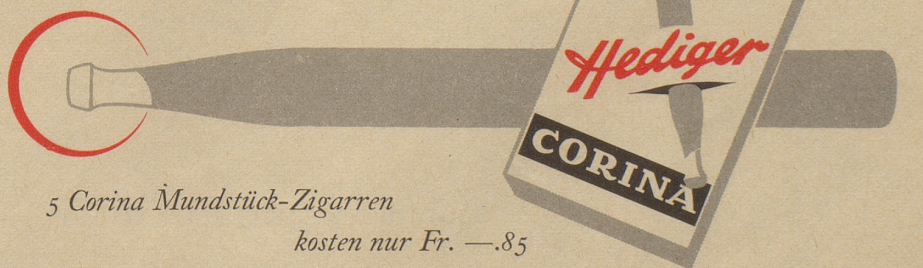 Hediger
CORINA
5 Corina Mundstück-Zigarren
kosten nur Fr. —.85